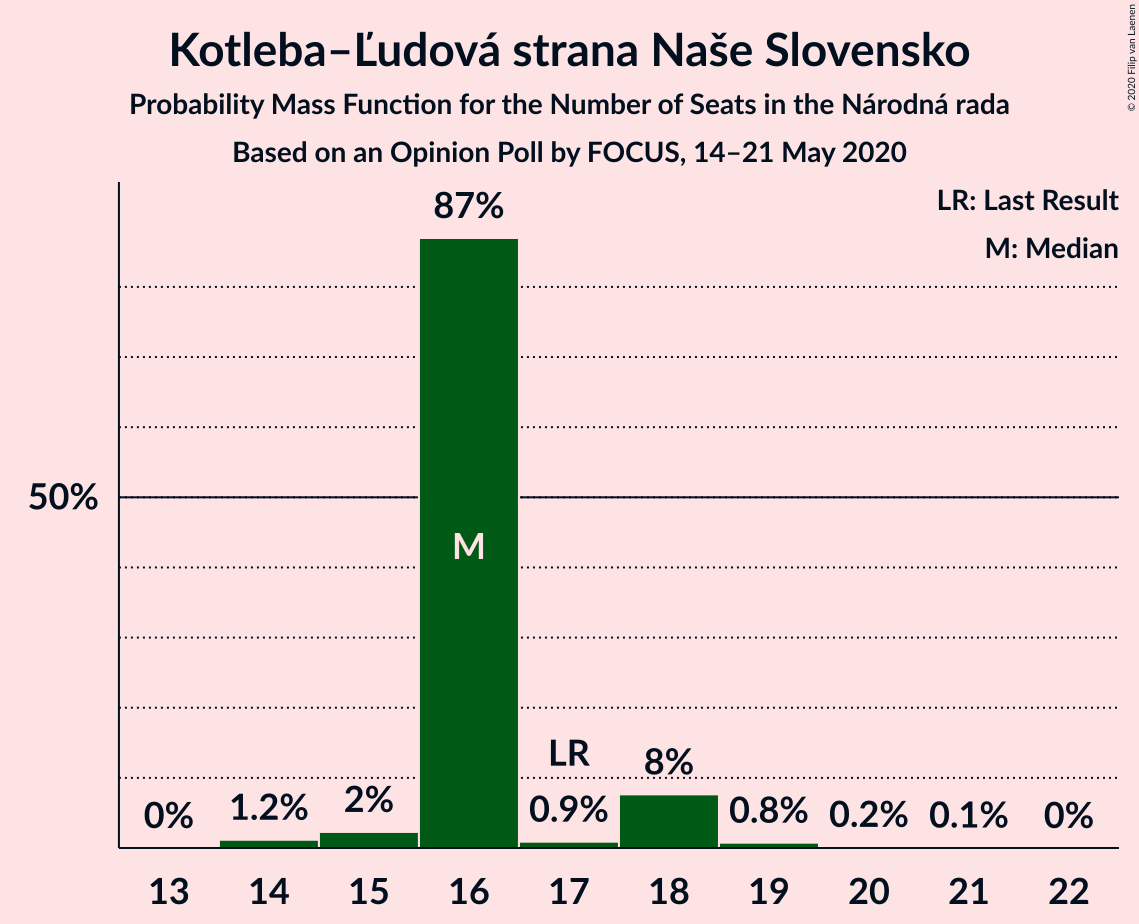 Kotleba–Ľudová strana Naše Slovensko
Probability Mass Function for the Number of Seats in the Národná rada
Based on an Opinion Poll by FOCUS, 14–21 May 2020
© 2020 Filip van Laenen
LR: Last Result
M: Median
87%
50%
M
LR
0% 1.2% 2% 0.9% 8% 0.8% 0.2% 0.1% 0%
13 14 15 16 17 18 19 20 21 22